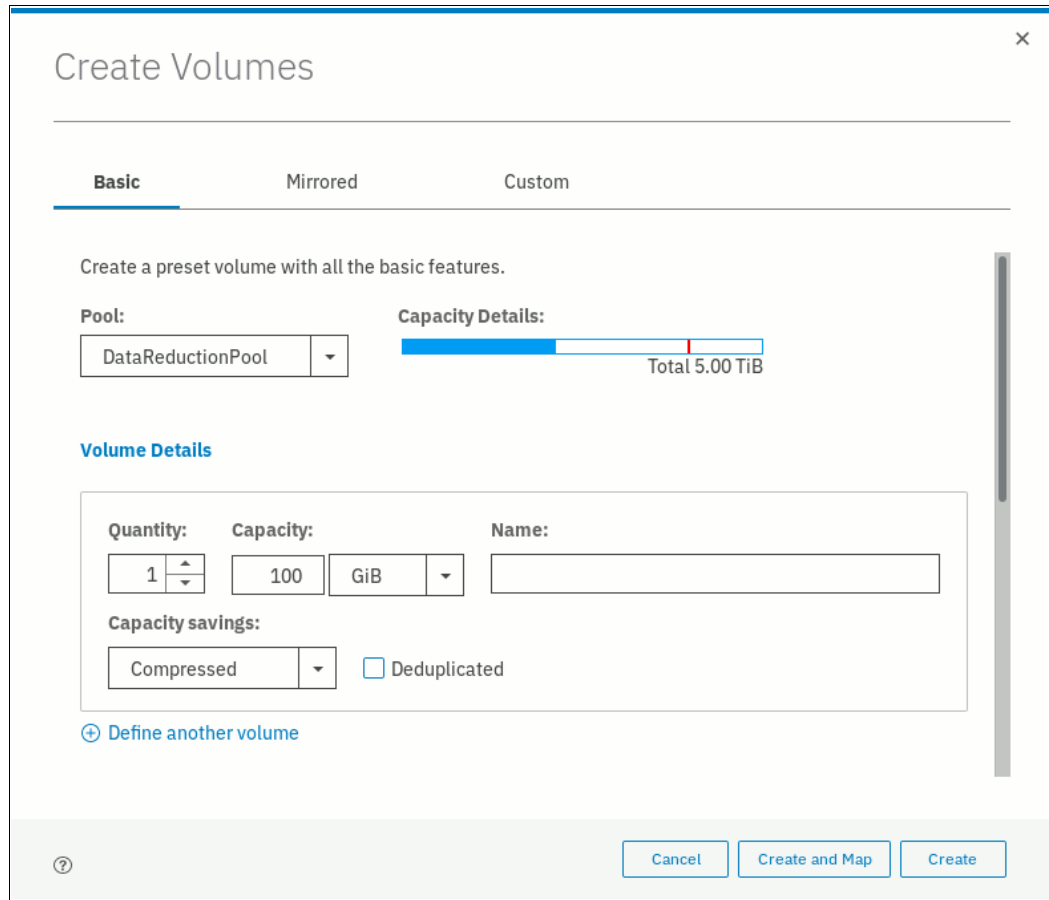 Create Volumes
Basic Mirrored Custom
Create a preset volume with all the basic features.
Pool: Capacity Details:
DataReductionPool
Total 5.00 TiB
Volume Details
Quantity: Capacity: Name:
1 100 GiB
Capacity savings:
Compressed Deduplicated
Define another volume
Cancel Create and Map Create